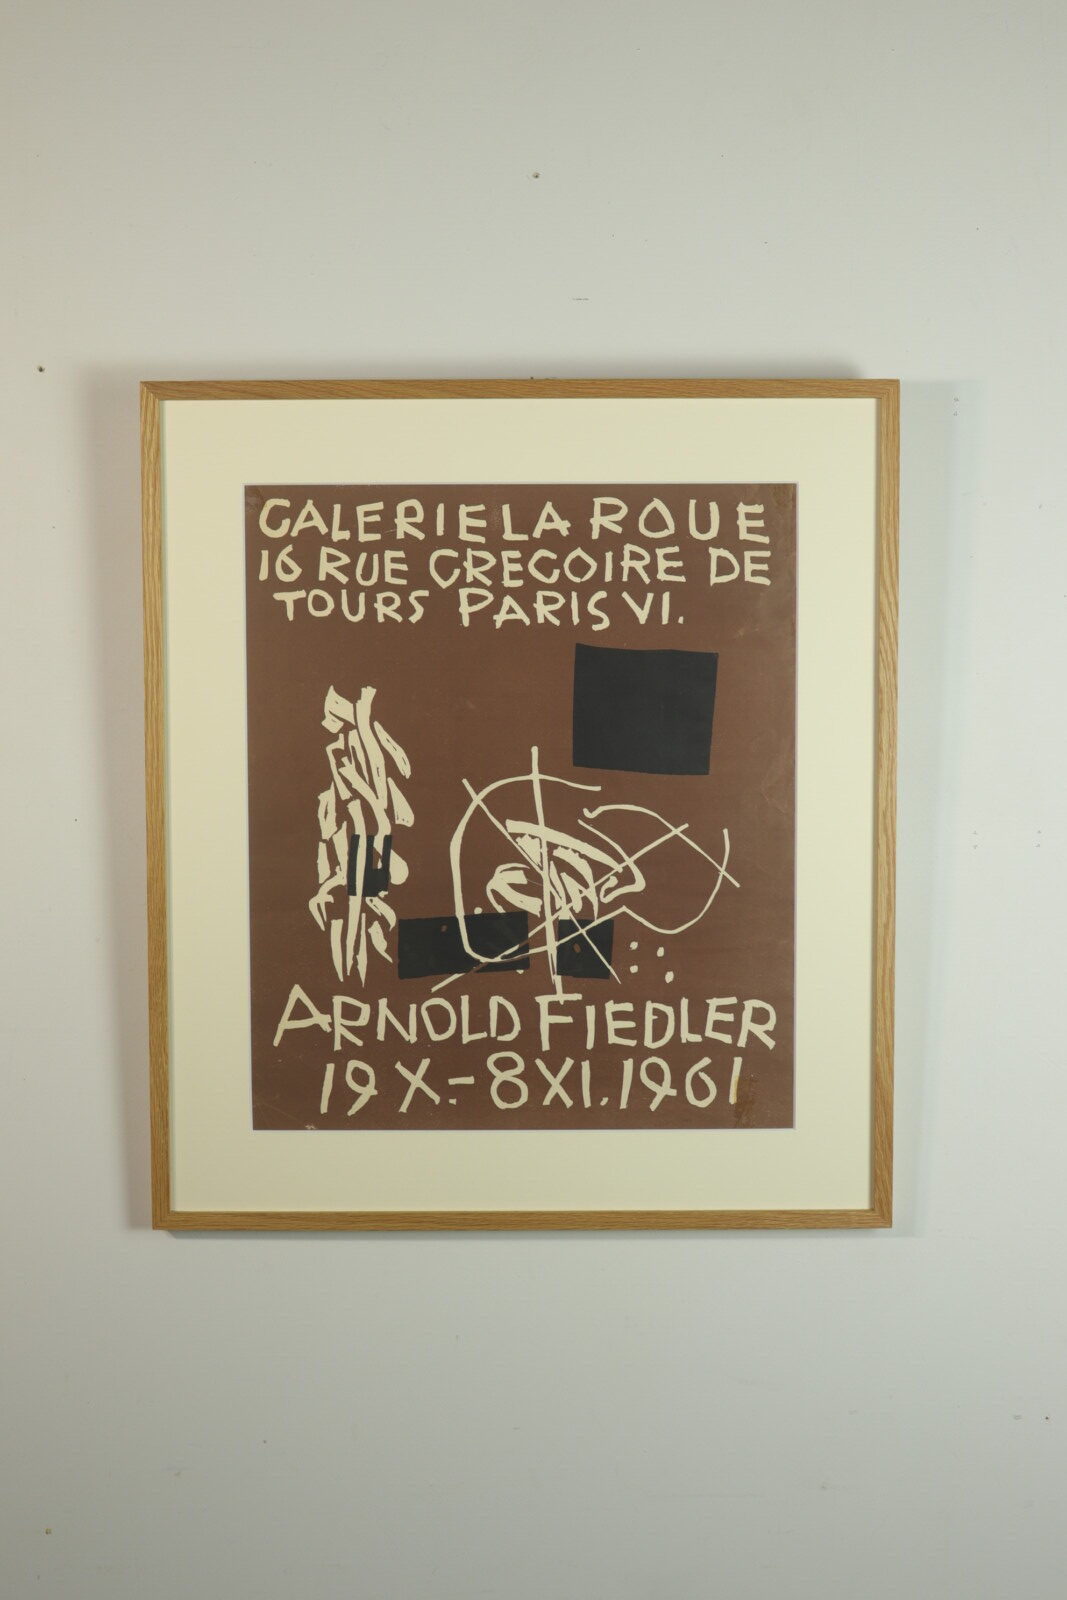 GALERIE LA ROUE
16 RUE GREGOIRE DE
TOURS PARIS VI.
ARNOLD FIEDLER
19 X.-8 XI. 1961